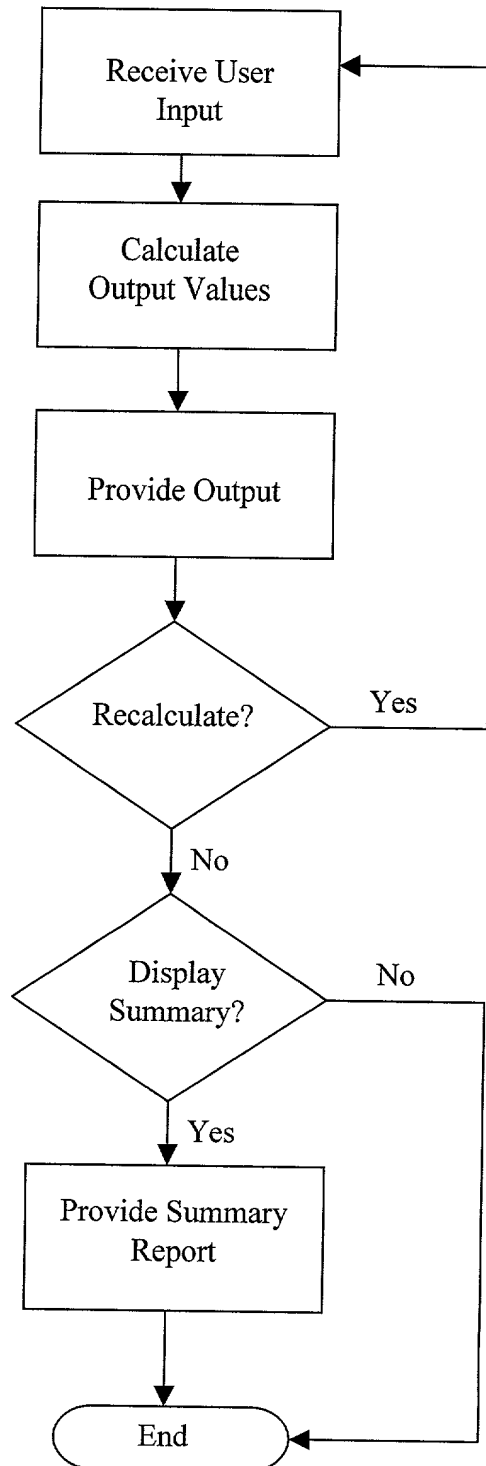 Receive User
Input
Calculate
Output Values
Provide Output
Recalculate?
Yes
No
Display
Summary?
No
Yes
Provide Summary
Report
End